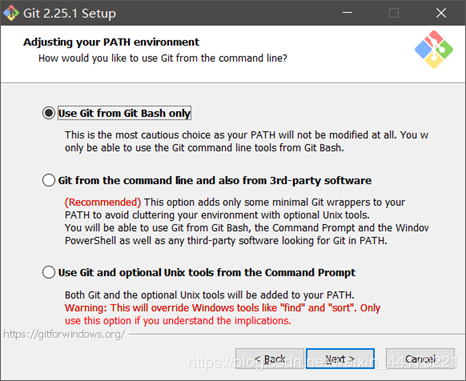 Git 2.25.1 Setup
Adjusting your PATH environment
How would you like to use Git from the command line?
Use Git from Git Bash only
This is the most cautious choice as your PATH will not be modified at all. You w
only be able to use the Git command line tools from Git Bash.
Git from the command line and also from 3rd-party software
(Recommended) This option adds only some minimal Git wrappers to your
PATH to avoid cluttering your environment with optional Unix tools.
You will be able to use Git from Git Bash, the Command Prompt and the Window
PowerShell as well as any third-party software looking for Git in PATH.
Use Git and optional Unix tools from the Command Prompt
Both Git and the optional Unix tools will be added to your PATH.
Warning: This will override Windows tools like "find" and "sort". Only
use this option if you understand the implications.
https://gitforwindows.org/
< Back Next > Cancel